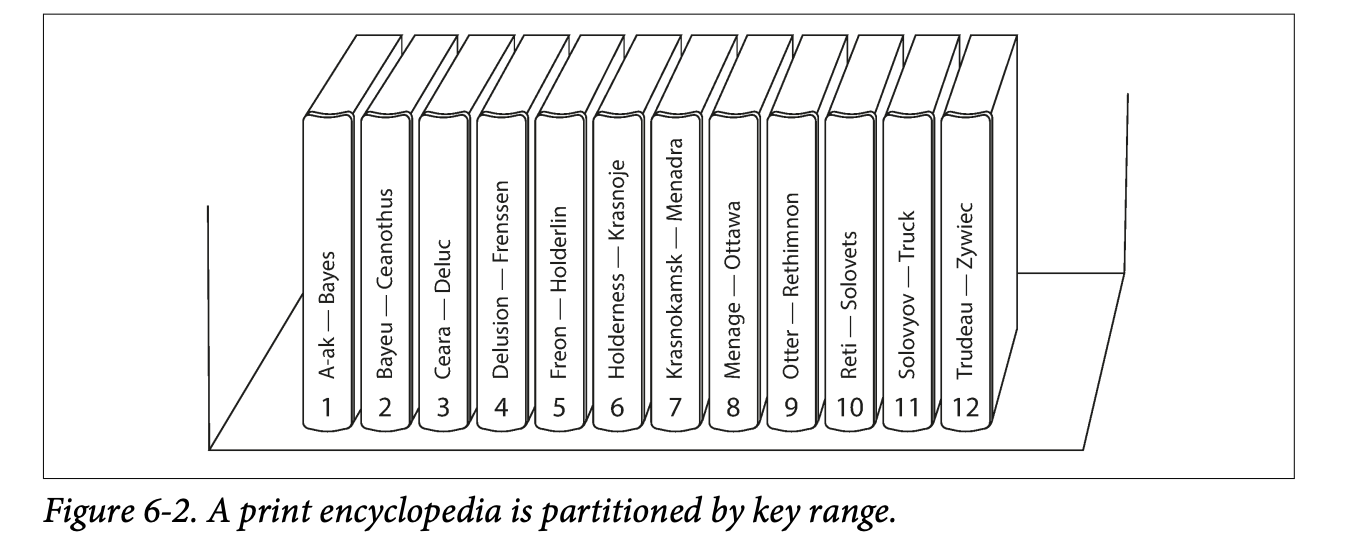 A-ak — Bayes
1
Bayeu — Ceanothus
2
Ceara — Deluc
3
Delusion — Frenssen
4
Freon — Holderlin
5
Holderness — Krasnoje
6
Krasnokamsk — Menadra
7
Menage — Ottawa
8
Otter — Rethimnon
9
Reti — Solovets
10
Solovyov — Truck
11
Trudeau — Zywiec
12
Figure 6-2. A print encyclopedia is partitioned by key range.